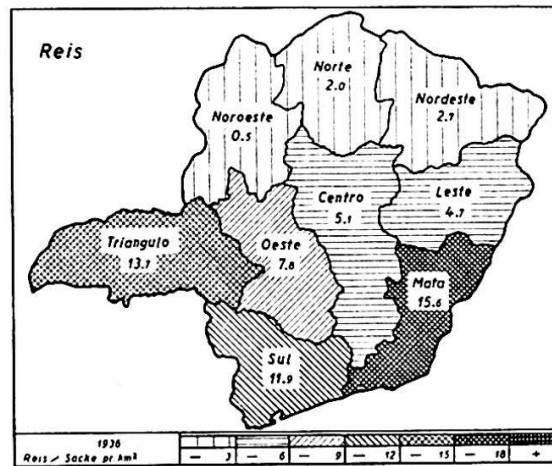 Reis
Norte
2.0
Noroeste
0.5
Nordeste
2.7
Centro
5.1
Leste
4.7
Triangulo
13.7
Oeste
7.8
Mata
15.6
Sul
11.9
1936
Reis / Sacke pr. km²
— 3 — 6 — 9 — 12 — 15 — 18 +